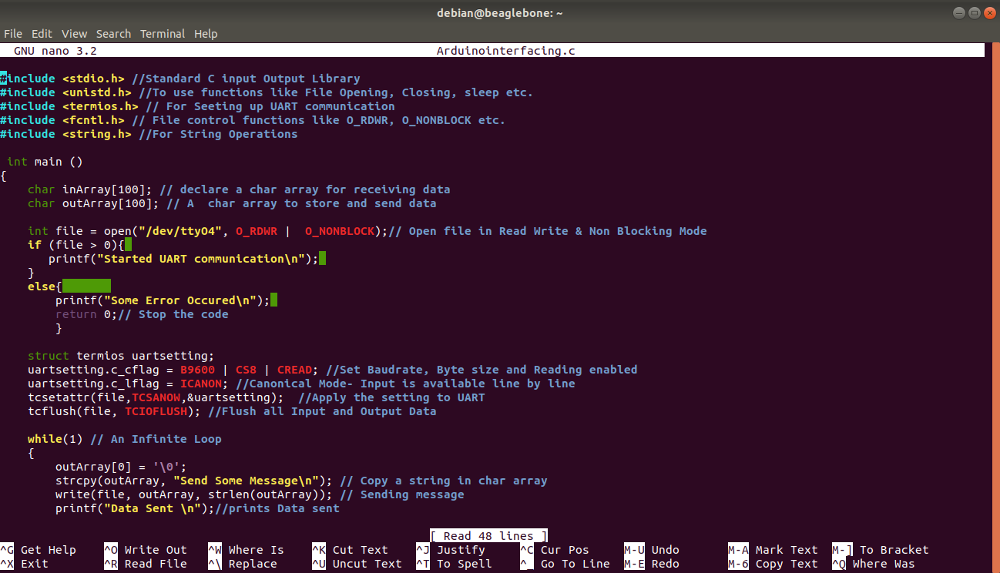 debian@beaglebone: ~
File Edit View Search Terminal Help
GNU nano 3.2 Arduinointerfacing.c
#include <stdio.h> //Standard C input Output Library
#include <unistd.h> //To use functions like File Opening, Closing, sleep etc.
#include <termios.h> // For Seeting up UART communication
#include <fcntl.h> // File control functions like O_RDWR, O_NONBLOCK etc.
#include <string.h> //For String Operations
int main ()
{
char inArray[100]; // declare a char array for receiving data
char outArray[100]; // A  char array to store and send data
int file = open("/dev/ttyO4", O_RDWR |  O_NONBLOCK);// Open file in Read Write & Non Blocking Mode
if (file > 0){
printf("Started UART communication\n");
}
else{
printf("Some Error Occured\n");
return 0;// Stop the code
}
struct termios uartsetting;
uartsetting.c_cflag = B9600 | CS8 | CREAD; //Set Baudrate, Byte size and Reading enabled
uartsetting.c_lflag = ICANON; //Canonical Mode- Input is available line by line
tcsetattr(file,TCSANOW,&uartsetting);  //Apply the setting to UART
tcflush(file, TCIOFLUSH); //Flush all Input and Output Data
while(1) // An Infinite Loop
{
outArray[0] = '\0';
strcpy(outArray, "Send Some Message\n"); // Copy a string in char array
write(file, outArray, strlen(outArray)); // Sending message
printf("Data Sent \n");//prints Data sent
[ Read 48 lines ]
^G Get Help ^O Write Out ^W Where Is ^K Cut Text ^J Justify ^C Cur Pos M-U Undo M-A Mark Text M-] To Bracket
^X Exit ^R Read File ^\ Replace ^U Uncut Text ^T To Spell ^_ Go To Line M-E Redo M-6 Copy Text ^Q Where Was